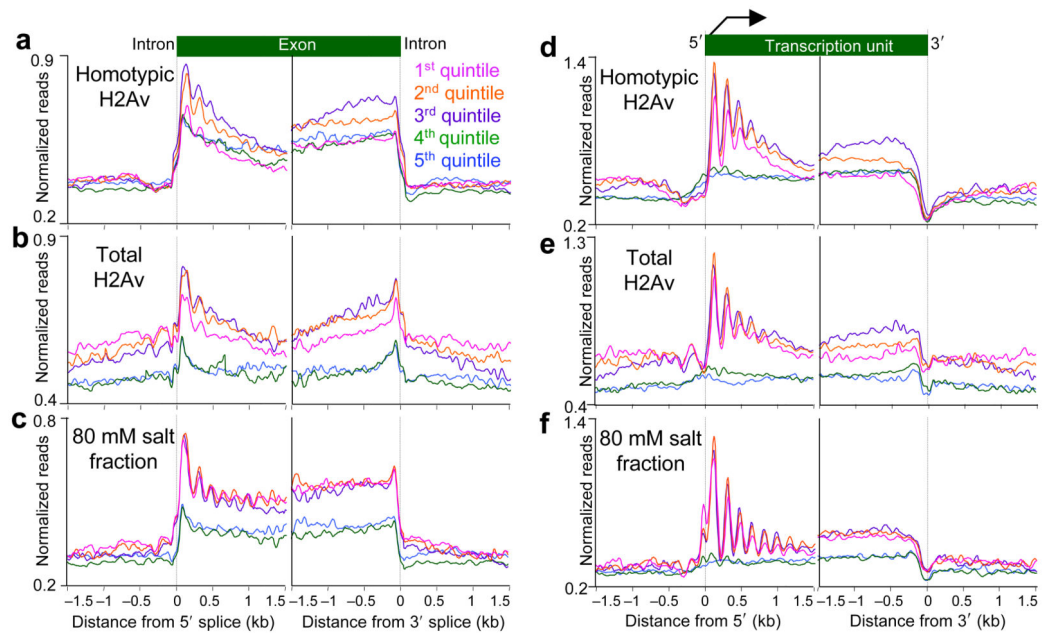 a
Intron
Exon
Intron
0.9
0.2
Normalized reads
Homotypic
H2Av
1st quintile
2nd quintile
3rd quintile
4th quintile
5th quintile
b
0.9
0.4
Normalized reads
Total
H2Av
c
0.8
0.2
Normalized reads
80 mM salt
fraction
−1.5 −1 −0.5 0 0.5 1 1.5 −1.5 −1 −0.5 0 0.5 1 1.5
Distance from 5′ splice (kb)
Distance from 3′ splice (kb)
d
5′
Transcription unit
3′
1.4
0.2
Normalized reads
Homotypic
H2Av
e
1.3
0.4
Normalized reads
Total
H2Av
f
1.4
0.2
Normalized reads
80 mM salt
fraction
−1.5 −1 −0.5 0 0.5 1 1.5 −1.5 −1 −0.5 0 0.5 1 1.5
Distance from 5′ (kb)
Distance from 3′ (kb)